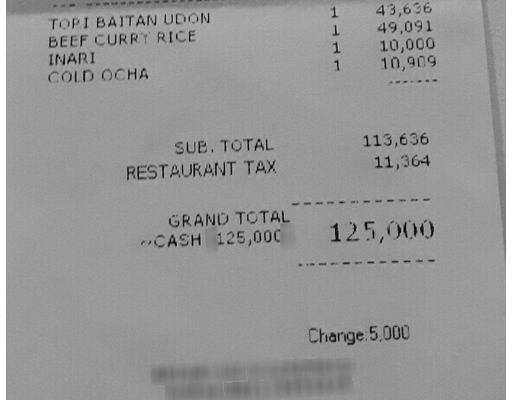 TORI BAITAN UDON 1 43,636
BEEF CURRY RICE 1 49,091
INARI 1 10,000
COLD OCHA 1 10,909
-------
SUB. TOTAL 113,636
RESTAURANT TAX 11,364
--------------
GRAND TOTAL 125,000
~CASH 125,000
--------------
Change:5,000